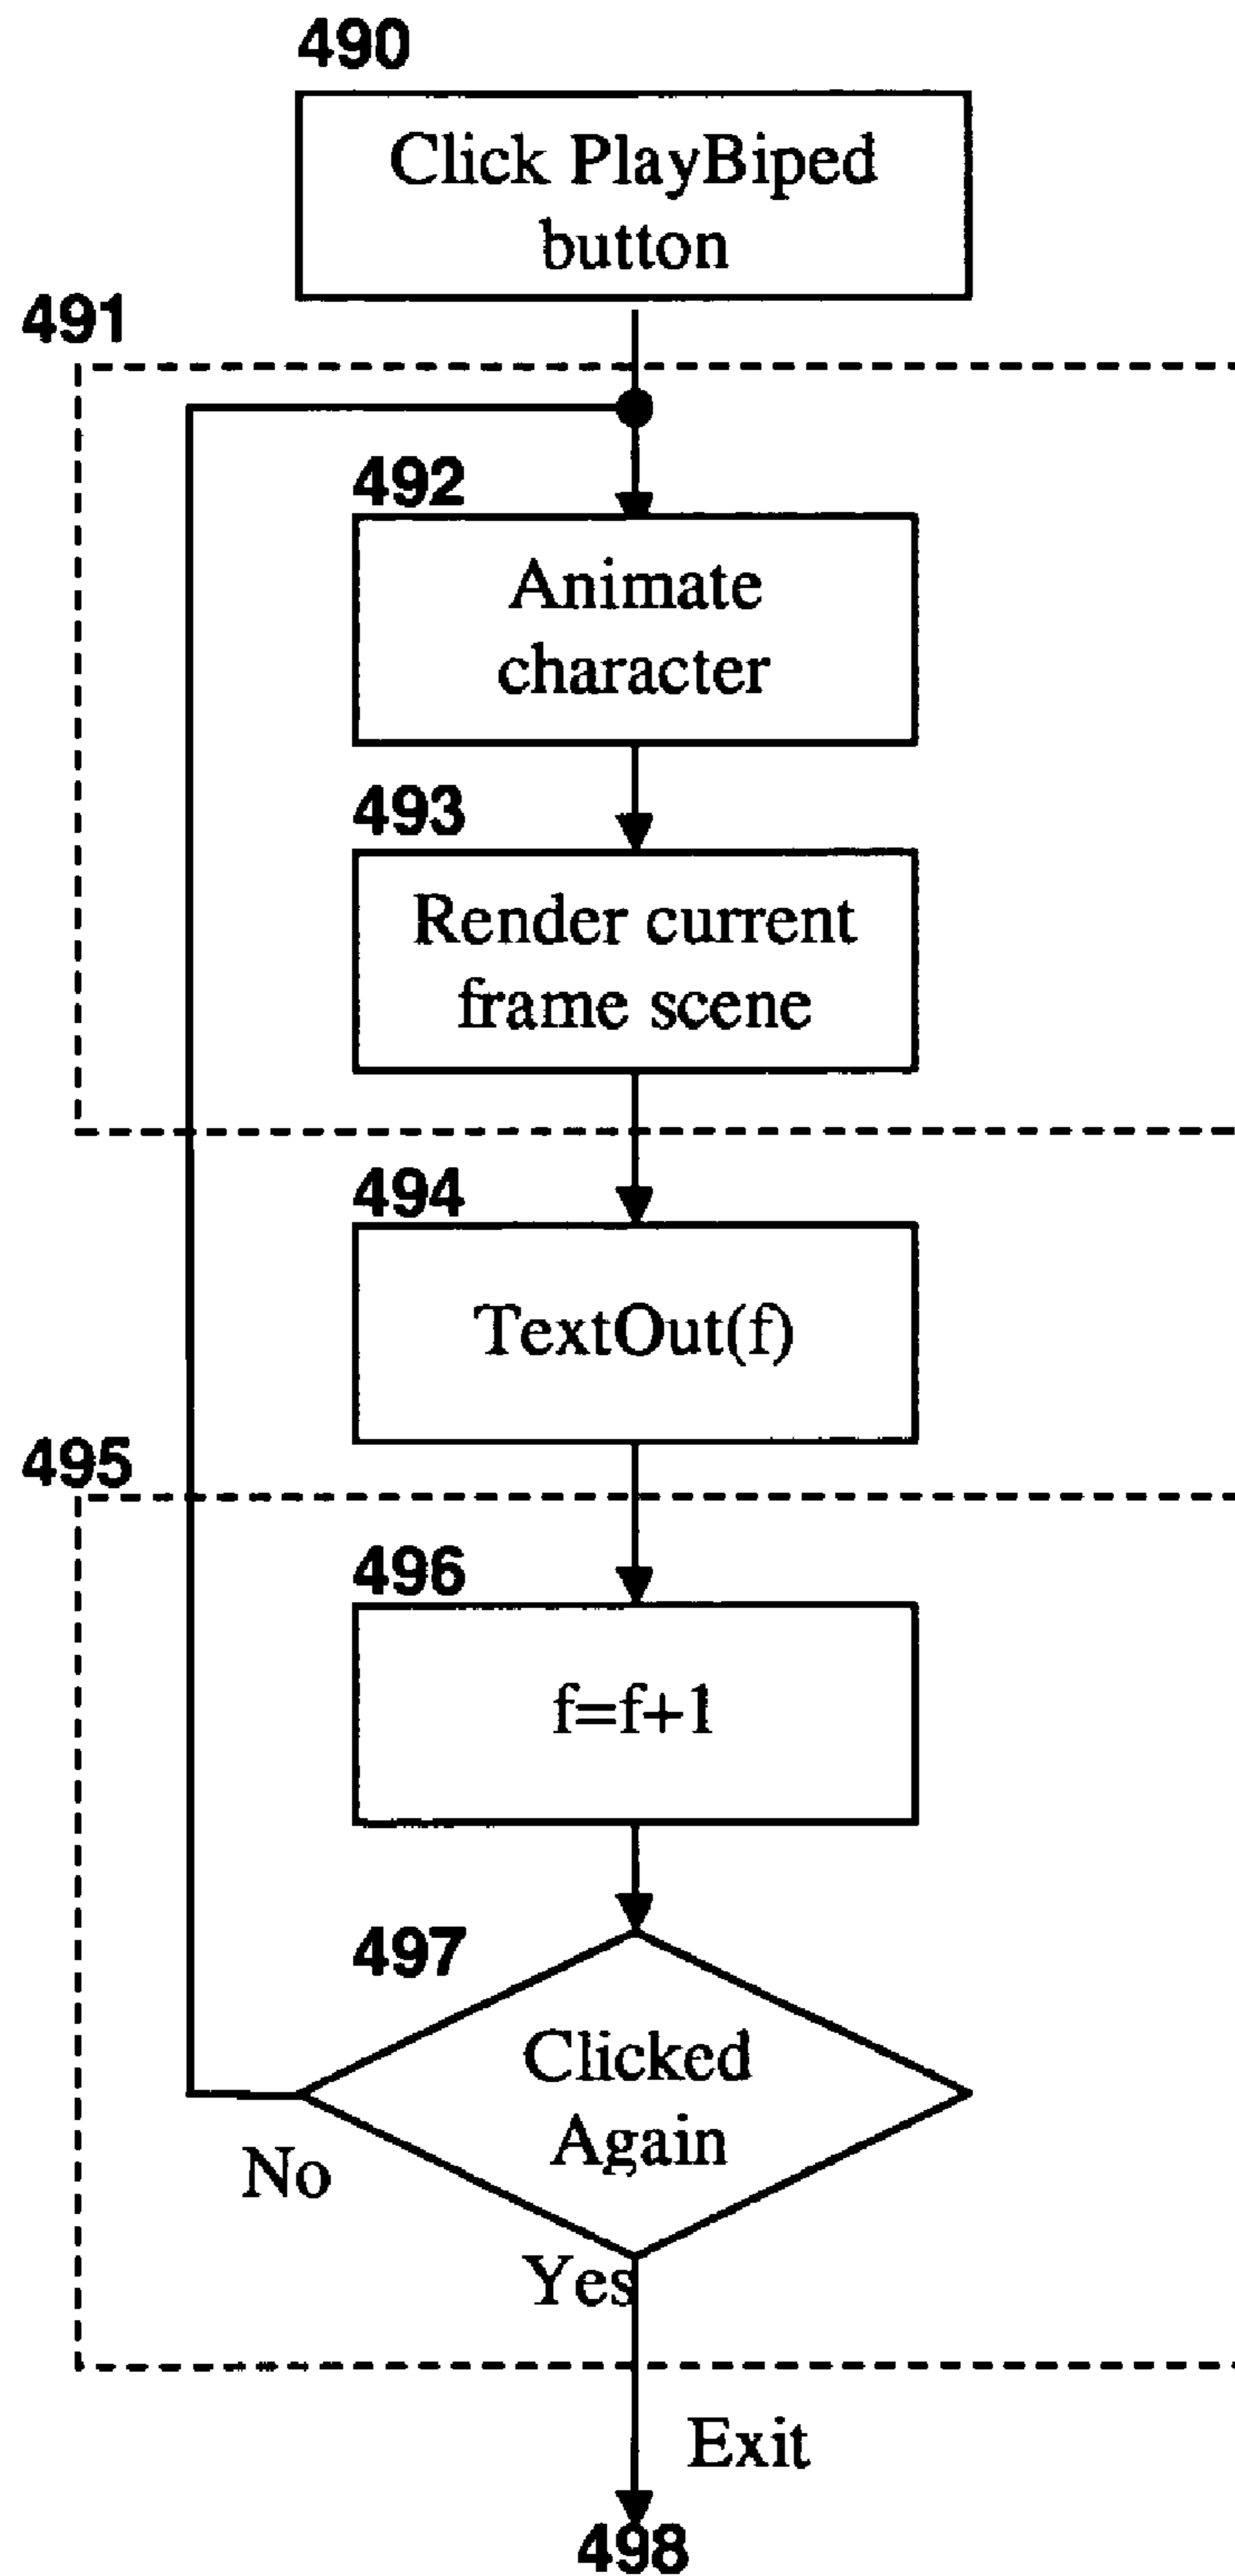 490
Click PlayBiped
button
491
492
Animate
character
493
Render current
frame scene
494
TextOut(f)
495
496
f=f+1
497
Clicked
Again
No
Yes
Exit
498